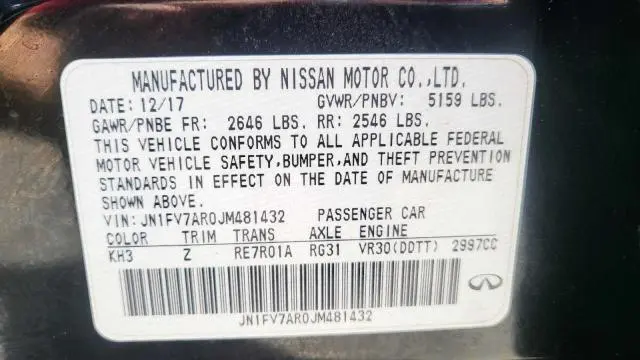 MANUFACTURED BY NISSAN MOTOR CO.,LTD.
DATE: 12/17 GVWR/PNBV: 5159 LBS.
GAWR/PNBE FR: 2646 LBS. RR: 2546 LBS.
THIS VEHICLE CONFORMS TO ALL APPLICABLE FEDERAL
MOTOR VEHICLE SAFETY,BUMPER,AND THEFT PREVENTION
STANDARDS IN EFFECT ON THE DATE OF MANUFACTURE
SHOWN ABOVE.
VIN: JN1FV7AR0JM481432 PASSENGER CAR
COLOR TRIM TRANS AXLE ENGINE
KH3 Z RE7R01A RG31 VR30(DDTT) 2997CC
JN1FV7AR0JM481432